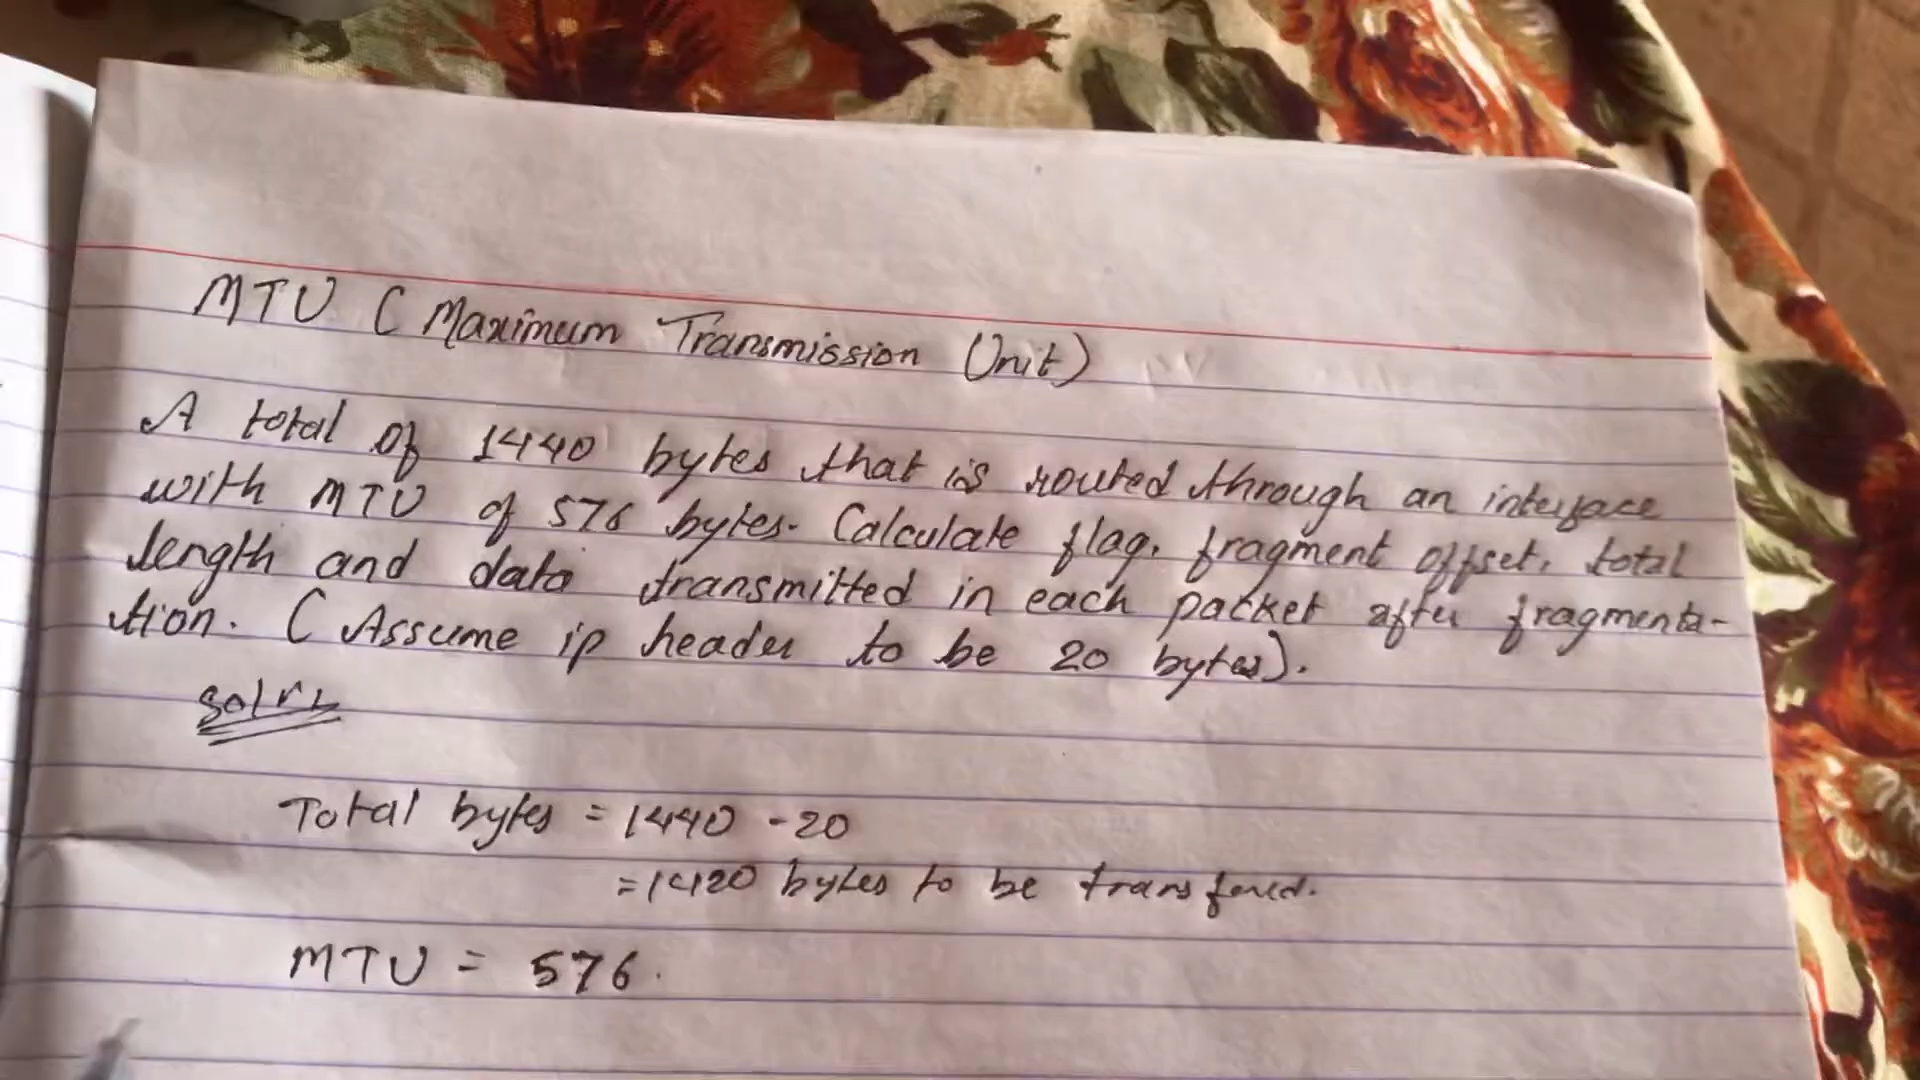 MTU ( Maximum Transmission Unit)
A total of 1440 bytes that is routed through an interface
with MTU of 576 bytes. Calculate flag, fragment offset, total
length and data transmitted in each packet after fragmenta-
tion. ( Assume ip header to be 20 bytes).
Total bytes = 1440 - 20
= 1420 bytes to be transfered.
MTU = 576.